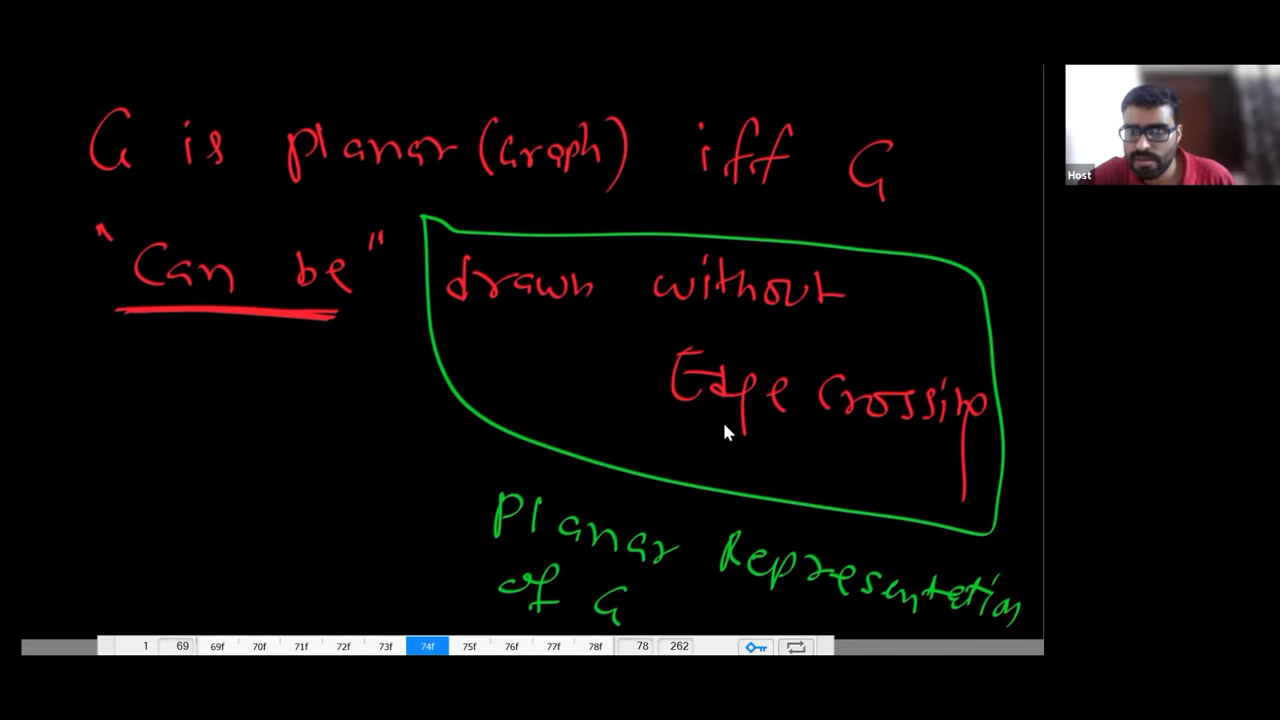 G is planar (Graph) iff G
"Can be" drawn without
Edge Crossing
Planar Representation
of G
Host
1 69 69f 70f 71f 72f 73f 74f 75f 76f 77f 78f 78 262